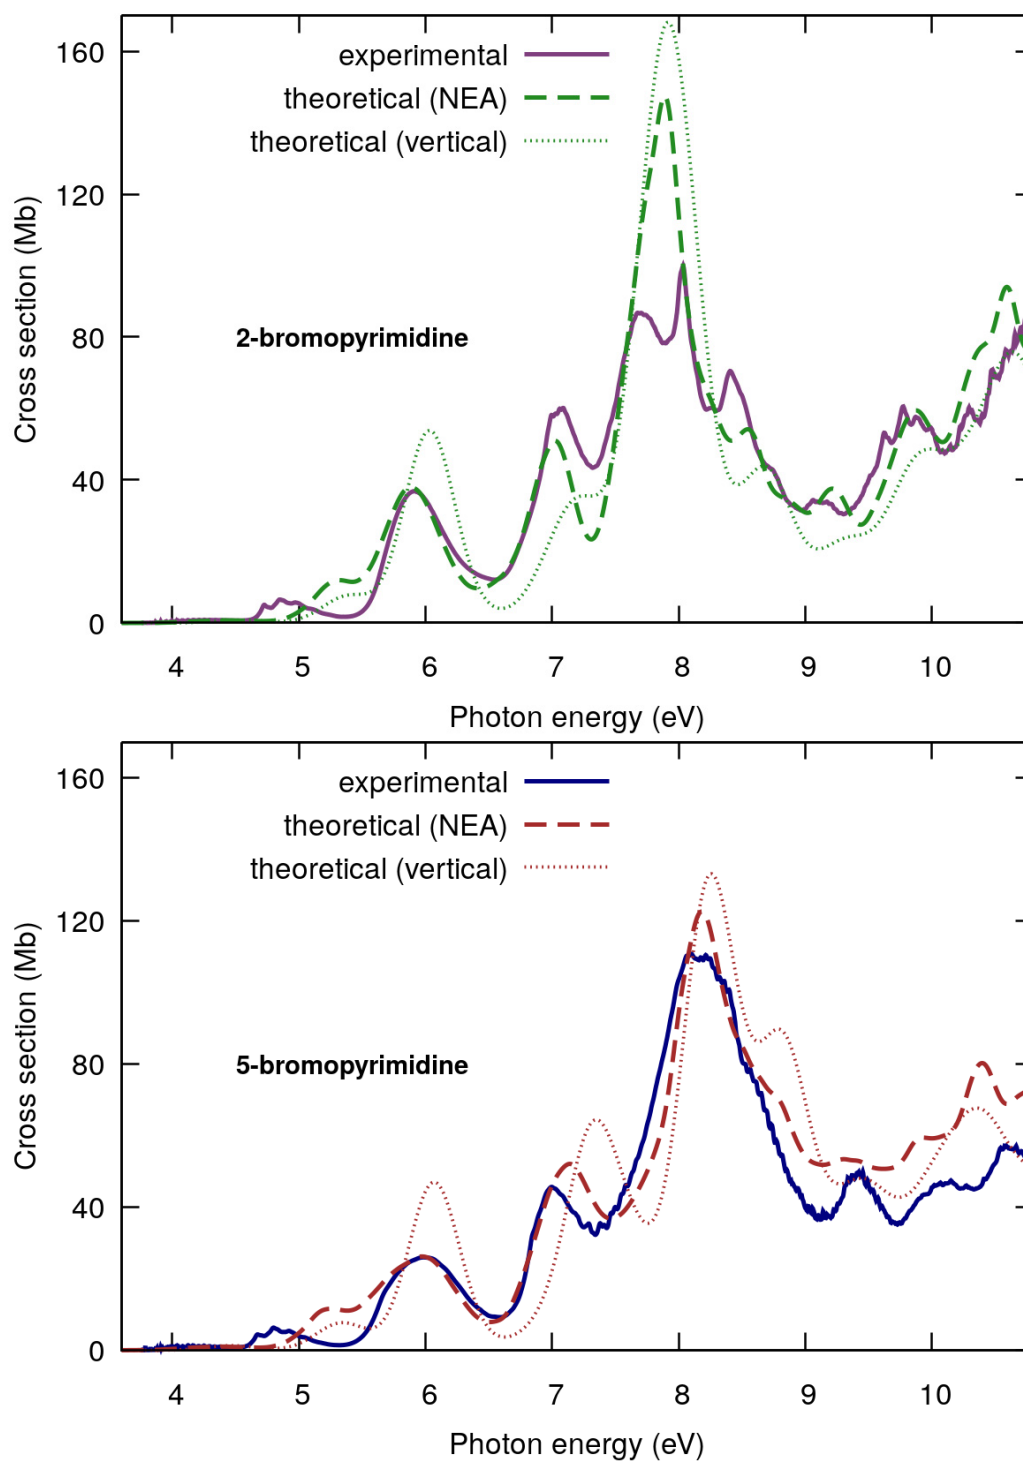 160
experimental
theoretical (NEA)
theoretical (vertical)
120
Cross section (Mb)
80
2-bromopyrimidine
40
0
4 5 6 7 8 9 10
Photon energy (eV)
160
experimental
theoretical (NEA)
theoretical (vertical)
120
Cross section (Mb)
80
5-bromopyrimidine
40
0
4 5 6 7 8 9 10
Photon energy (eV)